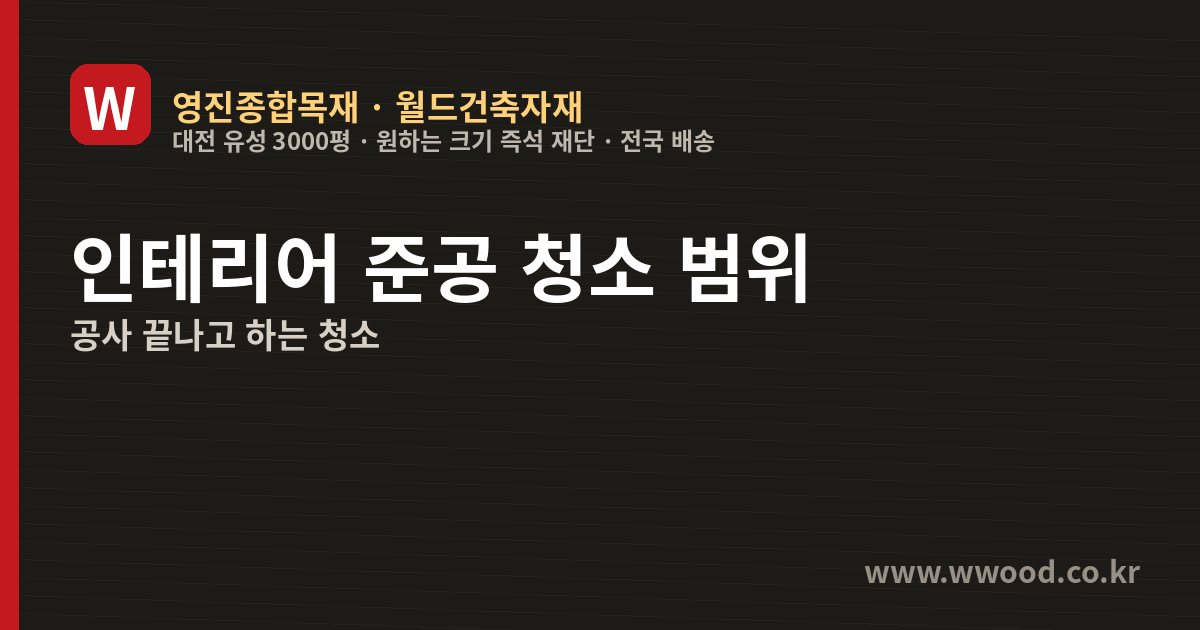 W
영진종합목재 · 월드건축자재
대전 유성 3000평 · 원하는 크기 즉석 재단 · 전국 배송
인테리어 준공 청소 범위
공사 끝나고 하는 청소
www.wwood.co.kr